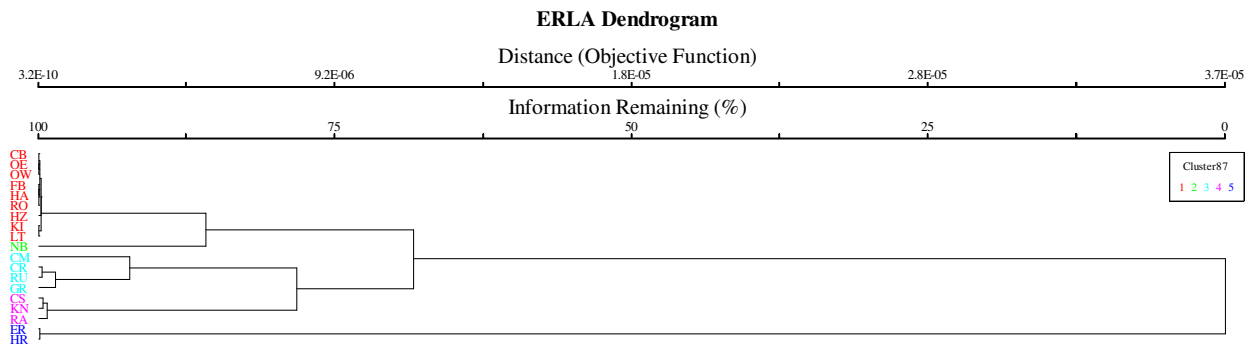 ERLA Dendrogram
Distance (Objective Function)
3.2E-10 9.2E-06 1.8E-05 2.8E-05 3.7E-05
Information Remaining (%)
100 75 50 25 0
CB
OE
OW
FB
HA
RO
HZ
KI
LT
NB
CM
CR
RU
GR
CS
KN
RA
ER
HR
Cluster87
1 2 3 4 5